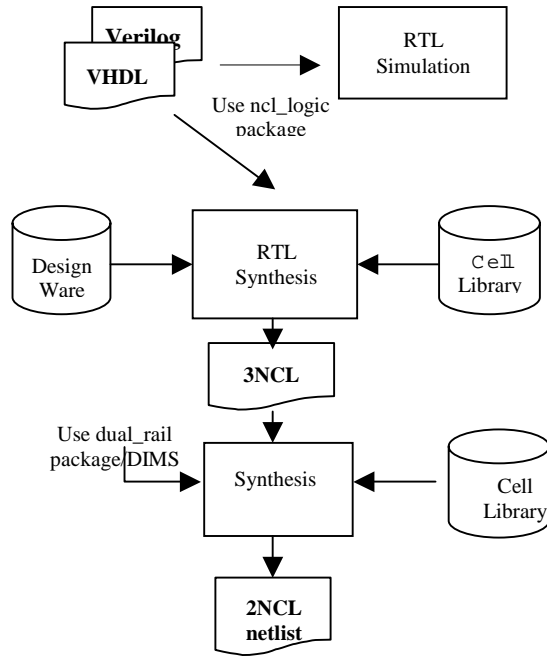 Verilog
VHDL
RTL
Simulation
Use ncl_logic
package
Design
Ware
RTL
Synthesis
Cell
Library
3NCL
Use dual_rail
package/DIMS
Synthesis
Cell
Library
2NCL
netlist